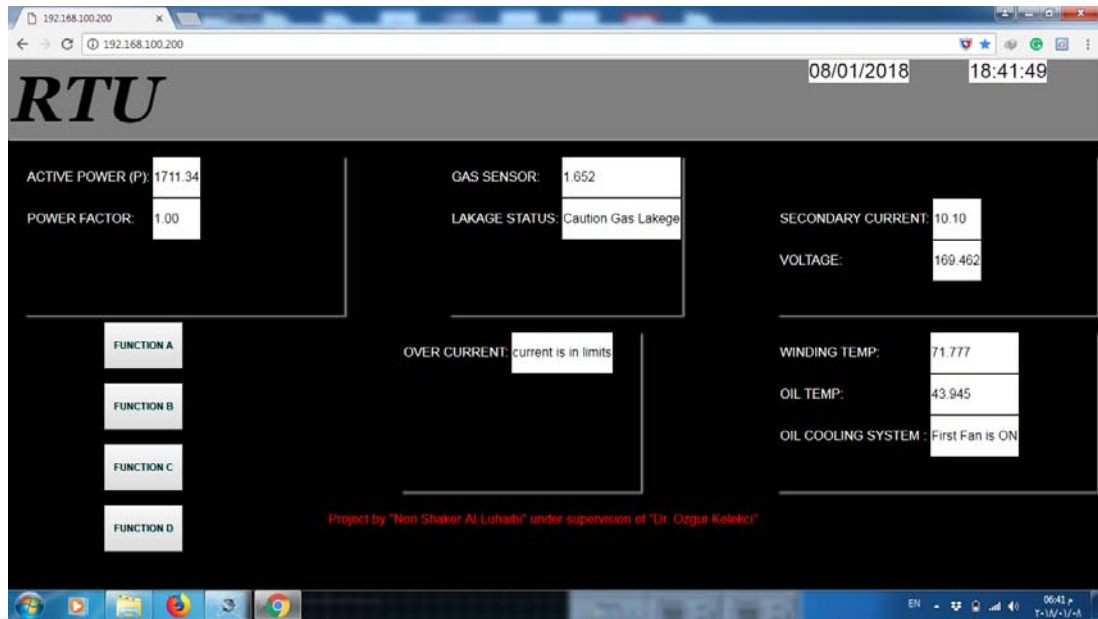 192.168.100.200
192.168.100.200
RTU
08/01/2018 18:41:49
ACTIVE POWER (P): 1711.34
POWER FACTOR: 1.00
GAS SENSOR: 1.652
LAKAGE STATUS: Caution Gas Lakege
SECONDARY CURRENT: 10.10
VOLTAGE: 169.462
FUNCTION A
FUNCTION B
FUNCTION C
FUNCTION D
OVER CURRENT: current is in limits
WINDING TEMP: 71.777
OIL TEMP: 43.945
OIL COOLING SYSTEM : First Fan is ON
Project by "Nori Shaker Al-Luhaibi" under supervision of "Dr. Ozgur Kelekci"
EN
06:41 م
٢٠١٨/٠١/٠٨